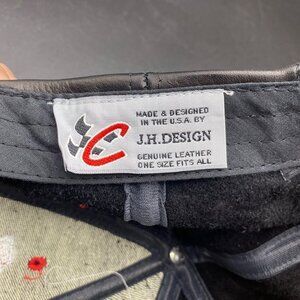 C
MADE & DESIGNED
IN THE U.S.A. BY
J.H. DESIGN
GENUINE LEATHER
ONE SIZE FITS ALL